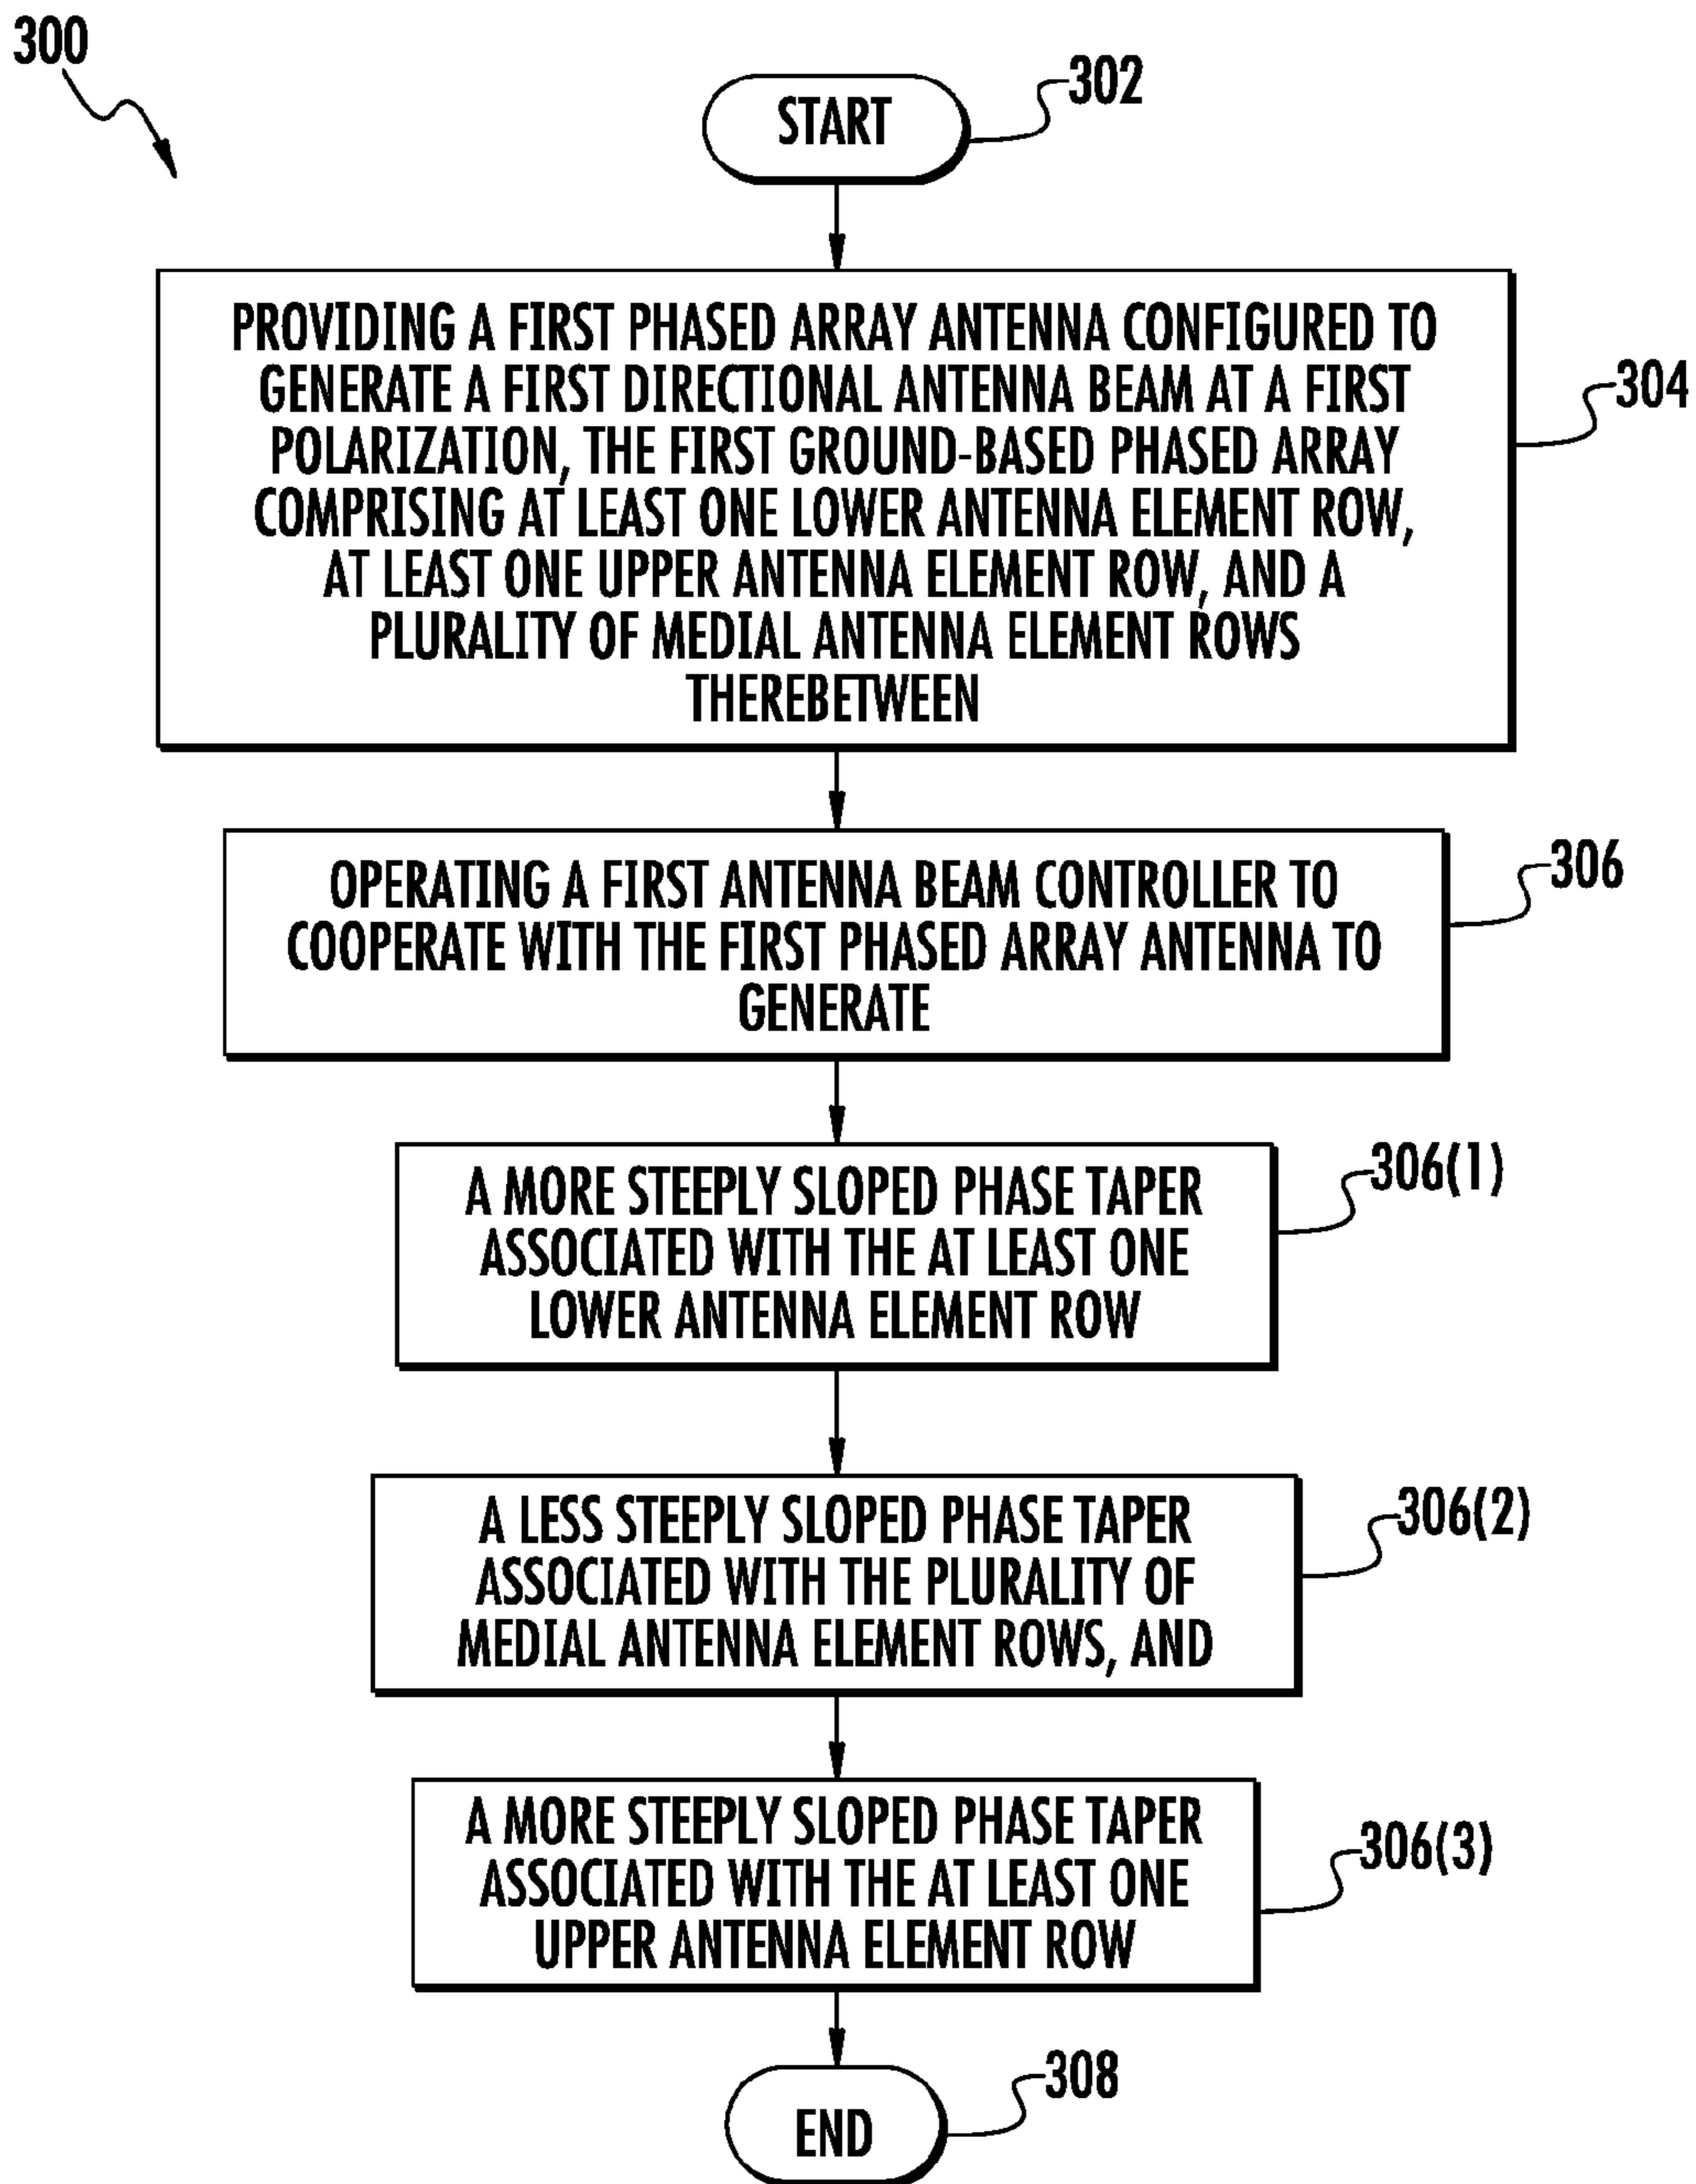 300
START
302
PROVIDING A FIRST PHASED ARRAY ANTENNA CONFIGURED TO
GENERATE A FIRST DIRECTIONAL ANTENNA BEAM AT A FIRST
POLARIZATION, THE FIRST GROUND-BASED PHASED ARRAY
COMPRISING AT LEAST ONE LOWER ANTENNA ELEMENT ROW,
AT LEAST ONE UPPER ANTENNA ELEMENT ROW, AND A
PLURALITY OF MEDIAL ANTENNA ELEMENT ROWS
THEREBETWEEN
304
OPERATING A FIRST ANTENNA BEAM CONTROLLER TO
COOPERATE WITH THE FIRST PHASED ARRAY ANTENNA TO
GENERATE
306
A MORE STEEPLY SLOPED PHASE TAPER
ASSOCIATED WITH THE AT LEAST ONE
LOWER ANTENNA ELEMENT ROW
306(1)
A LESS STEEPLY SLOPED PHASE TAPER
ASSOCIATED WITH THE PLURALITY OF
MEDIAL ANTENNA ELEMENT ROWS, AND
306(2)
A MORE STEEPLY SLOPED PHASE TAPER
ASSOCIATED WITH THE AT LEAST ONE
UPPER ANTENNA ELEMENT ROW
306(3)
END
308